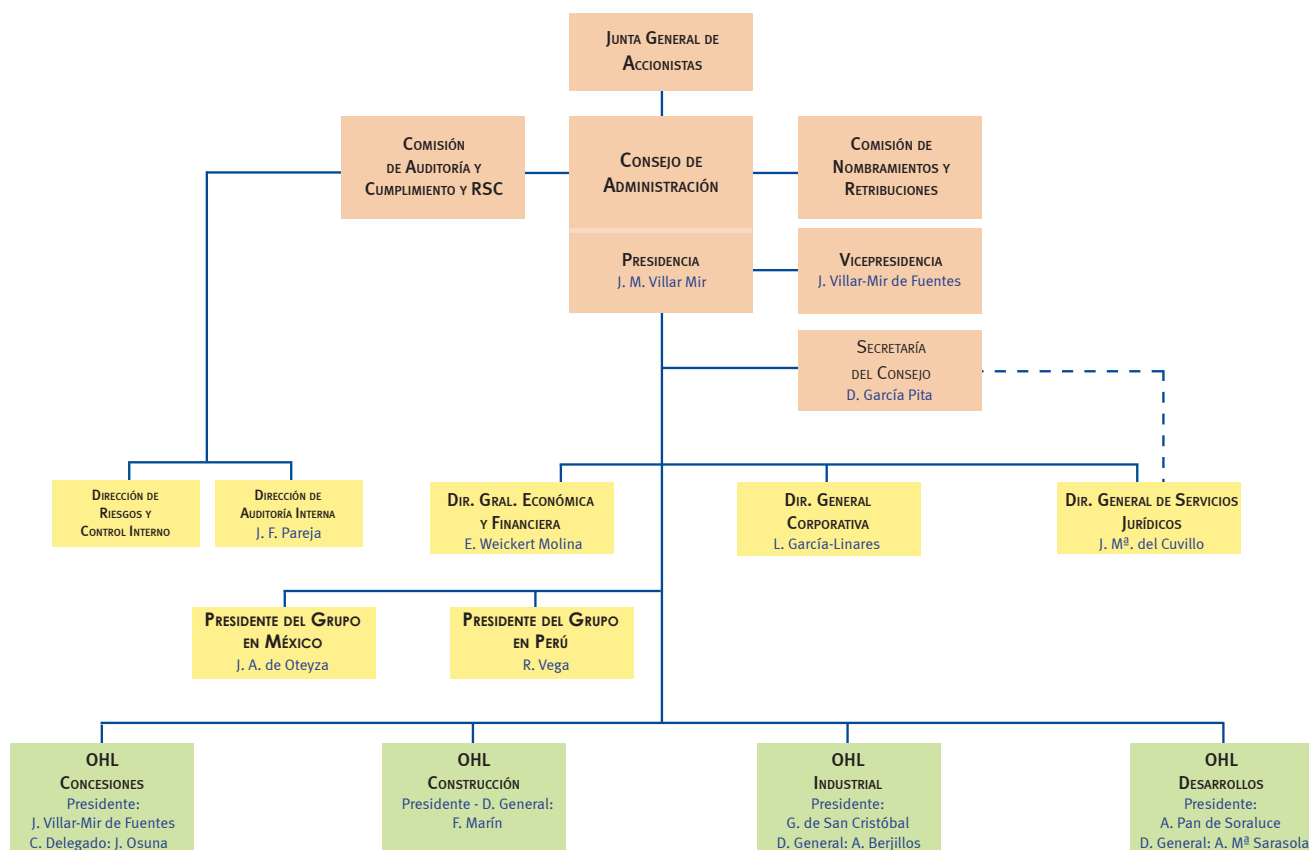 Junta General de
Accionistas
Comisión
de Auditoría y
Cumplimiento y RSC
Consejo de
Administración
Comisión de
Nombramientos y
Retribuciones
Presidencia
J. M. Villar Mir
Vicepresidencia
J. Villar-Mir de Fuentes
Secretaría
del Consejo
D. García Pita
Dirección de
Riesgos y
Control Interno
Dirección de
Auditoría Interna
J. F. Pareja
Dir. Gral. Económica
y Financiera
E. Weickert Molina
Dir. General
Corporativa
L. García-Linares
Dir. General de Servicios
Jurídicos
J. Mª. del Cuvillo
Presidente del Grupo
en México
J. A. de Oteyza
Presidente del Grupo
en Perú
R. Vega
OHL
Concesiones
Presidente:
J. Villar-Mir de Fuentes
C. Delegado: J. Osuna
OHL
Construcción
Presidente - D. General:
F. Marín
OHL
Industrial
Presidente:
G. de San Cristóbal
D. General: A. Berjillos
OHL
Desarrollos
Presidente:
A. Pan de Soraluce
D. General: A. Mª Sarasola